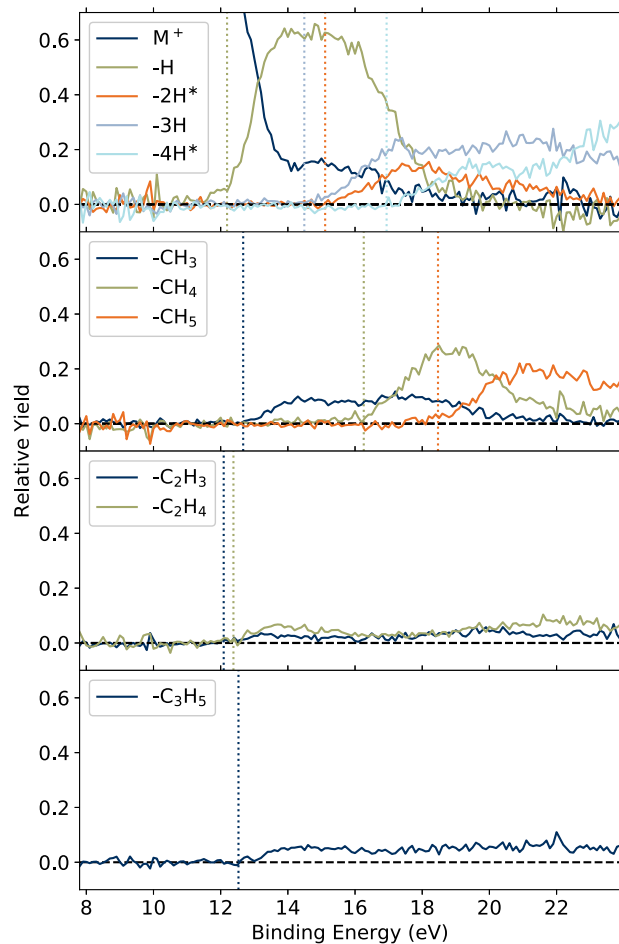 M⁺
-H
-2H*
-3H
-4H*
0.6
0.4
0.2
0.0
-CH₃
-CH₄
-CH₅
0.6
0.4
0.2
0.0
Relative Yield
-C₂H₃
-C₂H₄
0.6
0.4
0.2
0.0
-C₃H₅
0.6
0.4
0.2
0.0
8 10 12 14 16 18 20 22
Binding Energy (eV)